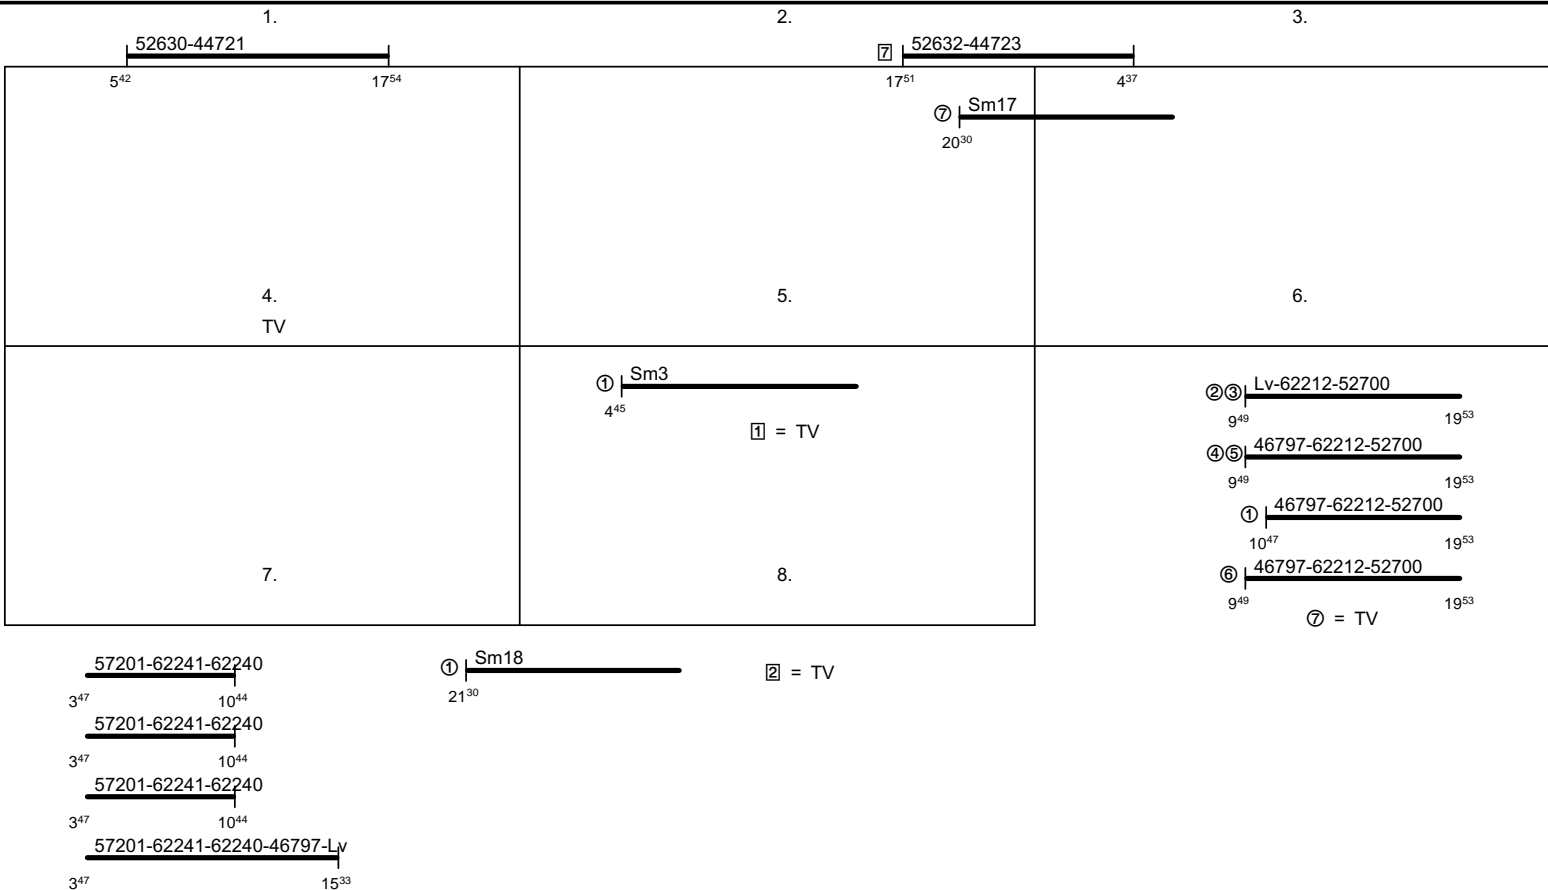 1. 2. 3.
52630-44721 7 52632-44723
5⁴² 17⁵⁴ 17⁵¹ 4³⁷
⑦ Sm17
20³⁰
4. 5. 6.
TV
① Sm3
4⁴⁵
1 = TV
②③ Lv-62212-52700
9⁴⁹ 19⁵³
④⑤ 46797-62212-52700
9⁴⁹ 19⁵³
① 46797-62212-52700
10⁴⁷ 19⁵³
⑥ 46797-62212-52700
9⁴⁹ 19⁵³
⑦ = TV
7. 8.
57201-62241-62240 ① Sm18 2 = TV
3⁴⁷ 10⁴⁴ 21³⁰
57201-62241-62240
3⁴⁷ 10⁴⁴
57201-62241-62240
3⁴⁷ 10⁴⁴
57201-62241-62240-46797-Lv
3⁴⁷ 15³³